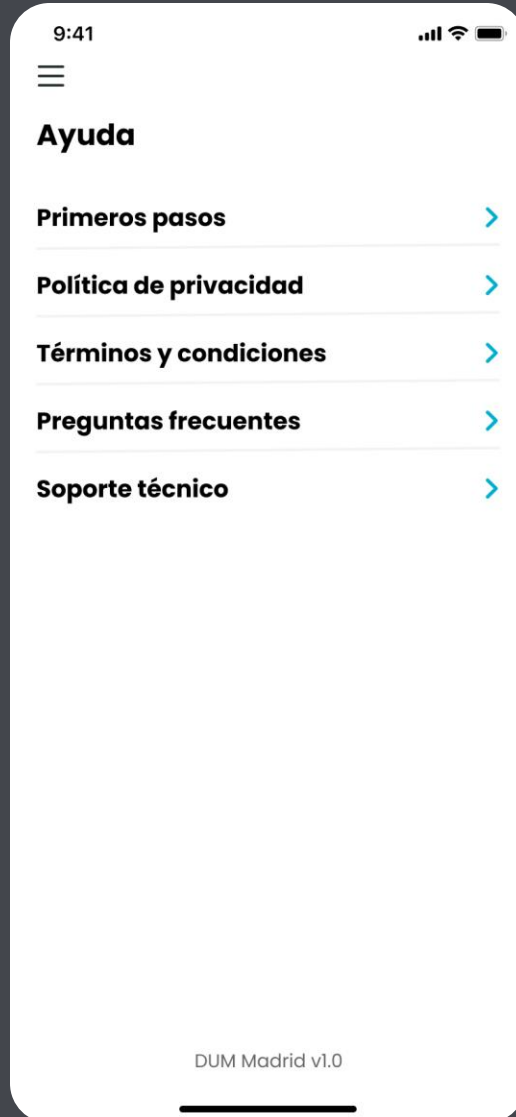 9:41
Ayuda
Primeros pasos
Política de privacidad
Términos y condiciones
Preguntas frecuentes
Soporte técnico
DUM Madrid v1.0